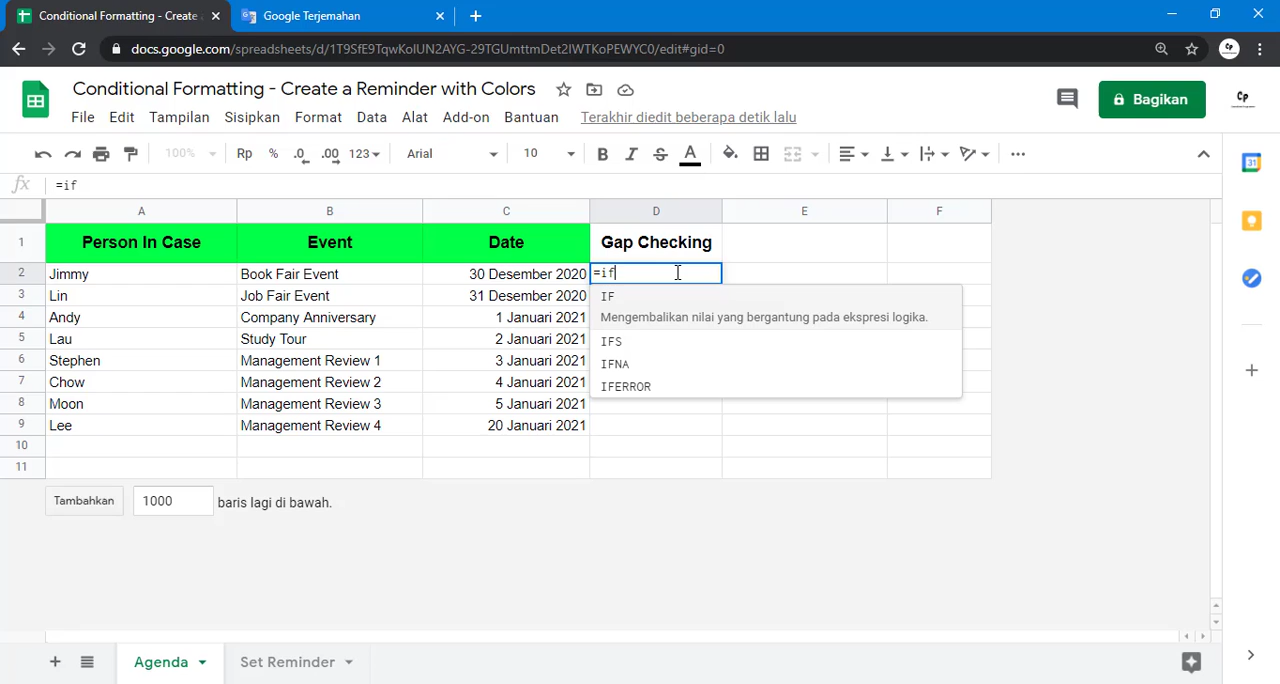 Conditional Formatting - Create
Google Terjemahan
docs.google.com/spreadsheets/d/1T9SfE9TqwKoIUN2AYG-29TGUmttmDet2IWTKoPEWYC0/edit#gid=0
Conditional Formatting - Create a Reminder with Colors
File Edit Tampilan Sisipkan Format Data Alat Add-on Bantuan Terakhir diedit beberapa detik lalu
Bagikan
Cp
100% Rp % .0 .00 123 Arial 10
fx =if
A B C D E F
1 Person In Case Event Date Gap Checking
2 Jimmy Book Fair Event 30 Desember 2020 =if
3 Lin Job Fair Event 31 Desember 2020
IF
4 Andy Company Anniversary 1 Januari 2021
Mengembalikan nilai yang bergantung pada ekspresi logika.
5 Lau Study Tour 2 Januari 2021
IFS
6 Stephen Management Review 1 3 Januari 2021
IFNA
7 Chow Management Review 2 4 Januari 2021
IFERROR
8 Moon Management Review 3 5 Januari 2021
9 Lee Management Review 4 20 Januari 2021
10
11
Tambahkan 1000 baris lagi di bawah.
Agenda Set Reminder
31